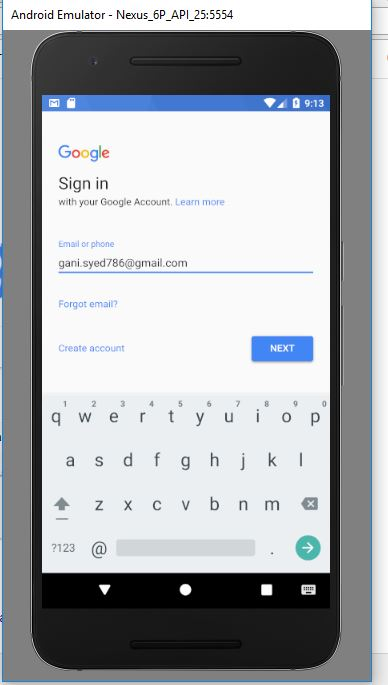 Android Emulator - Nexus_6P_API_25:5554
9:13
Google
Sign in
with your Google Account. Learn more
Email or phone
gani.syed786@gmail.com
Forgot email?
Create account NEXT
1 2 3 4 5 6 7 8 9 0
q w e r t y u i o p
a s d f g h j k l
z x c v b n m
?123 @ .